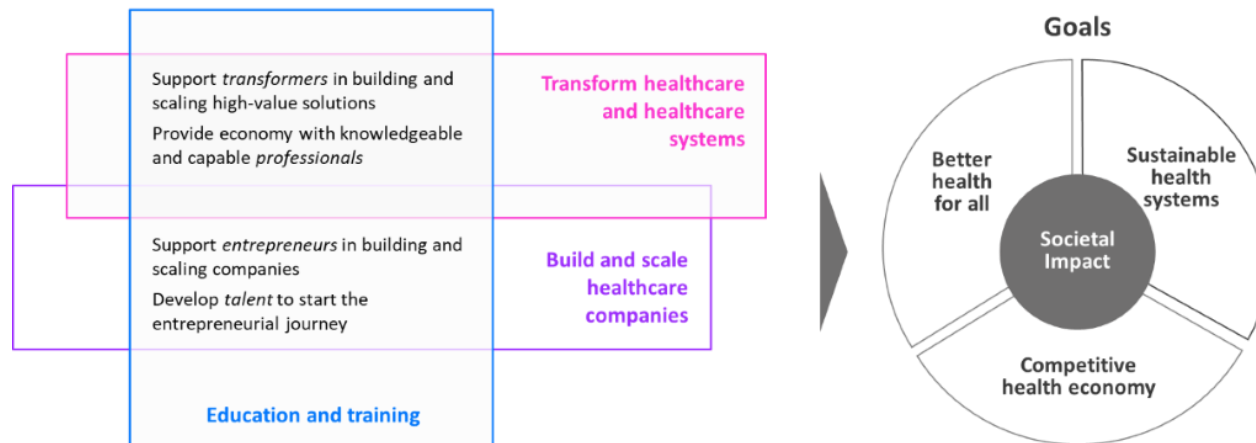 Support transformers in building and
scaling high-value solutions
Provide economy with knowledgeable
and capable professionals
Transform healthcare
and healthcare
systems
Support entrepreneurs in building and
scaling companies
Develop talent to start the
entrepreneurial journey
Build and scale
healthcare
companies
Education and training
Goals
Better
health
for all
Sustainable
health
systems
Societal
Impact
Competitive
health economy